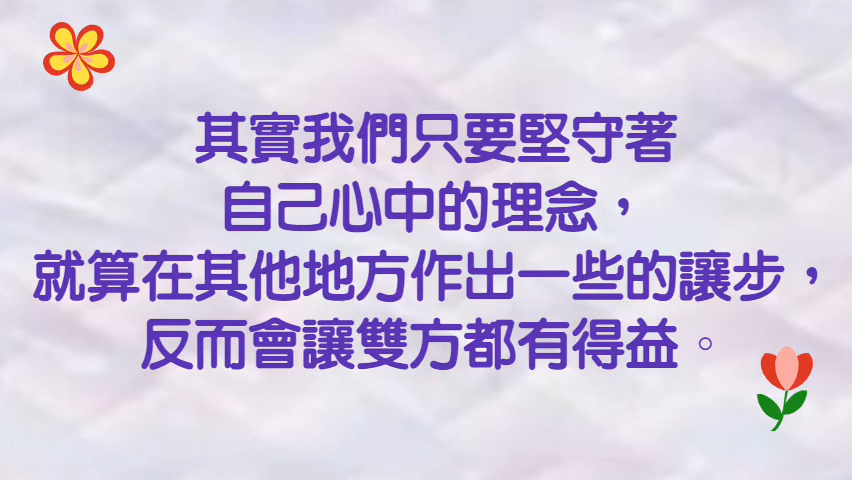 其實我們只要堅守著
自己心中的理念，
就算在其他地方作出一些的讓步，
反而會讓雙方都有得益。